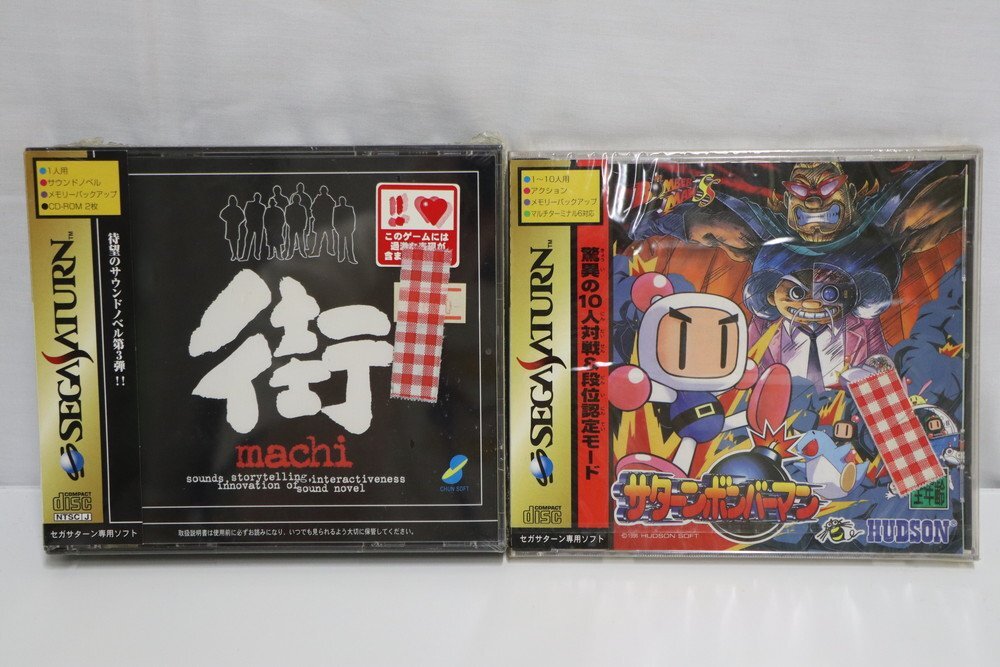 1人用
サウンドノベル
メモリーバックアップ
CD-ROM 2枚
SEGA SATURN™
待望のサウンドノベル第3弾!!
COMPACT
disc
NTSC J
セガサターン専用ソフト
!!
このゲームには
街
machi
sounds, storytelling, interactiveness
innovation of sound novel
CHUN SOFT
取扱説明書は使用前に必ずお読みになり、いつでも見られるよう大切に保管してください。
1〜10人用
アクション
メモリーバックアップ
マルチターミナル6対応
SEGA SATURN™
驚異の10人対戦&段位認定モード
COMPACT
disc
セガサターン専用ソフト
サターンボンバーマン
©1996 HUDSON SOFT
HUDSON®